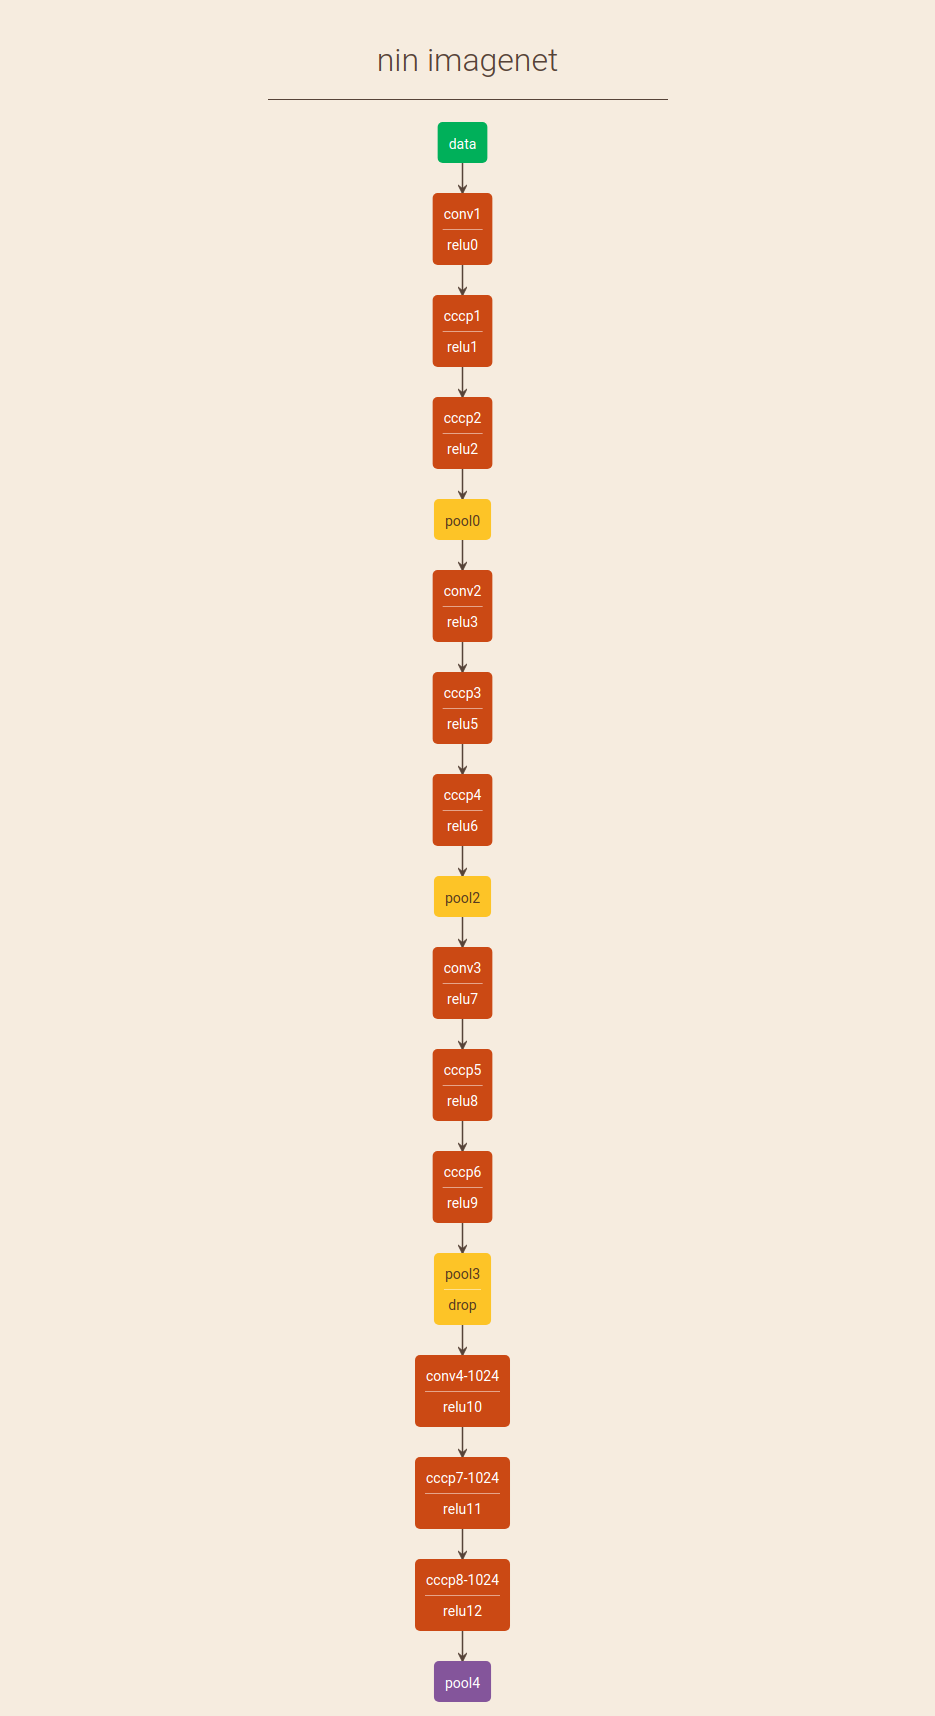 nin imagenet
data
conv1
relu0
cccp1
relu1
cccp2
relu2
pool0
conv2
relu3
cccp3
relu5
cccp4
relu6
pool2
conv3
relu7
cccp5
relu8
cccp6
relu9
pool3
drop
conv4-1024
relu10
cccp7-1024
relu11
cccp8-1024
relu12
pool4